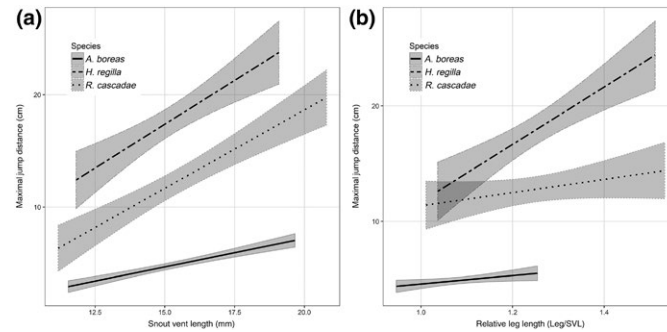 (a)
Species
A. boreas
H. regilla
R. cascadae
Maximal jump distance (cm)
20
10
12.5 15.0 17.5 20.0
Snout vent length (mm)
(b)
Species
A. boreas
H. regilla
R. cascadae
Maximal jump distance (cm)
20
10
1.0 1.2 1.4
Relative leg length (Leg/SVL)